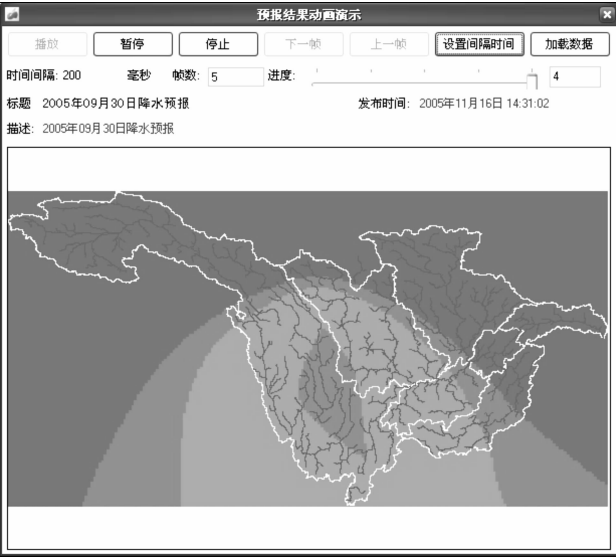 预报结果动画演示
播放 暂停 停止 下一帧 上一帧 设置间隔时间 加载数据
时间间隔: 200 毫秒 帧数: 5 进度: 4
标题 2005年09月30日降水预报 发布时间: 2005年11月16日 14:31:02
描述: 2005年09月30日降水预报